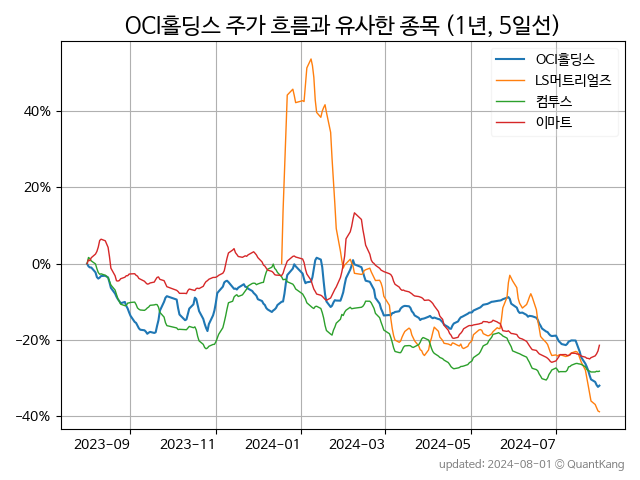 OCI홀딩스 주가 흐름과 유사한 종목 (1년, 5일선)
OCI홀딩스
LS머트리얼즈
컴투스
이마트
40%
20%
0%
−20%
−40%
2023-09
2023-11
2024-01
2024-03
2024-05
2024-07
updated: 2024-08-01 © QuantKang